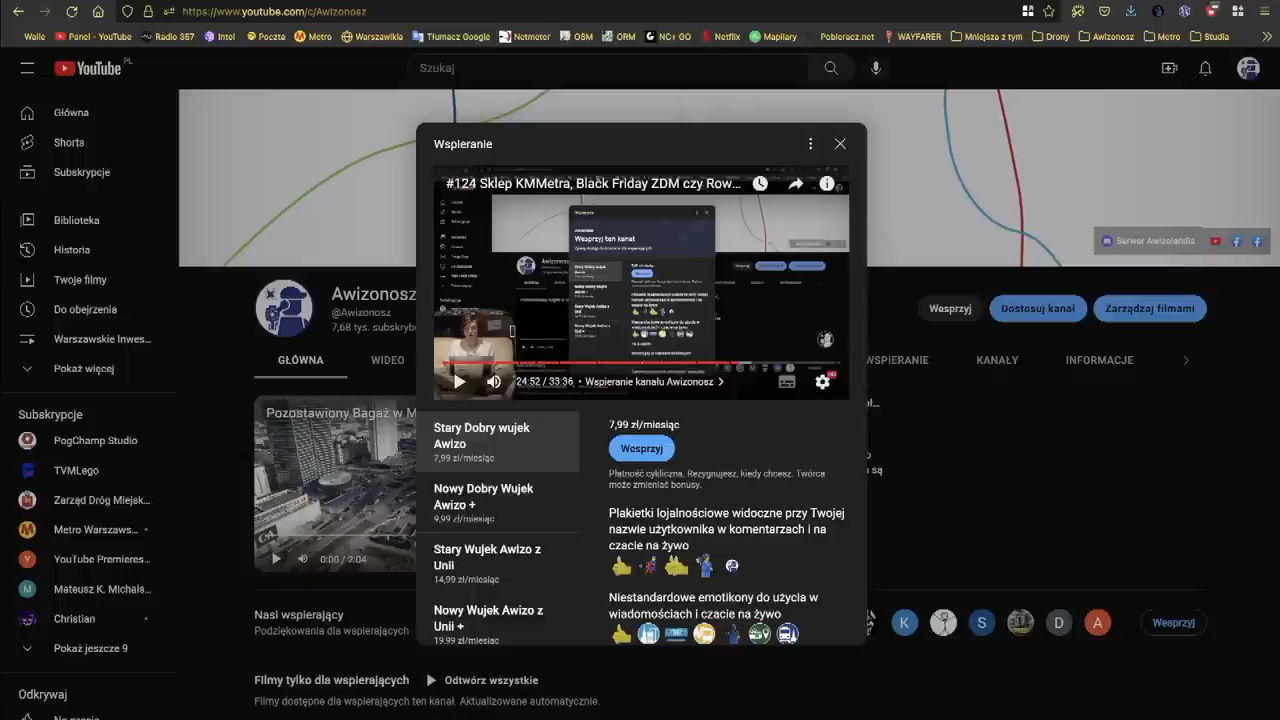 https://www.youtube.com/c/Awizonosz
Walle
Panel - YouTube
Radio 357
Intel
Poczta
Metro
Warszawikia
Tłumacz Google
Netmetor
OSM
ORM
NC+ GO
Netflix
Mapilary
Pobieracz.net
WAYFARER
Mniejsza z tym
Drony
Awizonosz
Metro
Studia
YouTube PL
Szukaj
Główna
Shorts
Subskrypcje
Biblioteka
Historia
Twoje filmy
Do obejrzenia
Warszawskie Inwes...
Pokaż więcej
Subskrypcje
PogChamp Studio
TVMLego
Zarząd Dróg Miejsk...
Metro Warszaws...
YouTube Premieres...
Mateusz K. Michals...
Christian
Pokaż jeszcze 9
Odkrywaj
Serwer Awizolandia
Awizonosz
@Awizonosz
7,68 tys. subskrybe
Wesprzyj
Dostosuj kanał
Zarządzaj filmami
GŁÓWNA
WIDEO
WSPIERANIE
KANAŁY
INFORMACJE
Pozostawiony Bagaż w M
0:00 / 2:04
Wspieranie
#124 Sklep KMMetra, Black Friday ZDM czy Row...
Wesprzyj ten kanał
24:52 / 33:36 • Wspieranie kanału Awizonosz
Stary Dobry wujek
Awizo
7,99 zł/miesiąc
Nowy Dobry Wujek
Awizo +
9,99 zł/miesiąc
Stary Wujek Awizo z
Unii
14,99 zł/miesiąc
Nowy Wujek Awizo z
Unii +
19,99 zł/miesiąc
7,99 zł/miesiąc
Wesprzyj
Płatność cykliczna. Rezygnujesz, kiedy chcesz. Twórca
może zmieniać bonusy.
Plakietki lojalnościowe widoczne przy Twojej
nazwie użytkownika w komentarzach i na
czacie na żywo
Niestandardowe emotikony do użycia w
wiadomościach i czacie na żywo
są
Nasi wspierający
Podziękowania dla wspierających
K
S
D
A
Wesprzyj
Filmy tylko dla wspierających
Odtwórz wszystkie
Filmy dostępne dla wspierających ten kanał. Aktualizowane automatycznie.